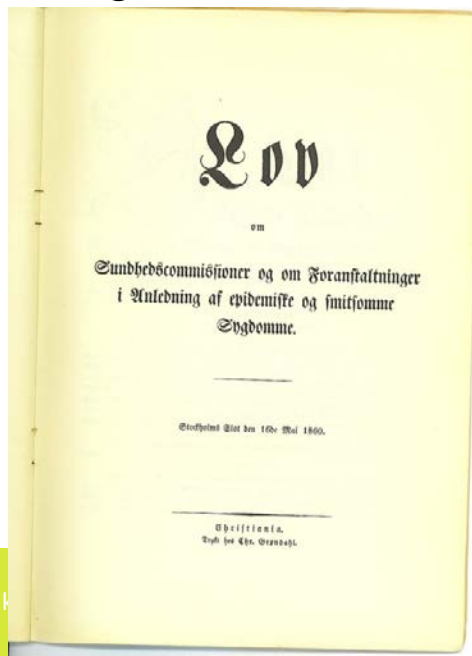 Lov
om
Sundhedscommissioner og om Foranstaltninger
i Anledning af epidemiske og smitsomme
Sygdomme.
Stockholms Slot den 16de Mai 1860.
Christiania.
Trykt hos Chr. Grøndahl.